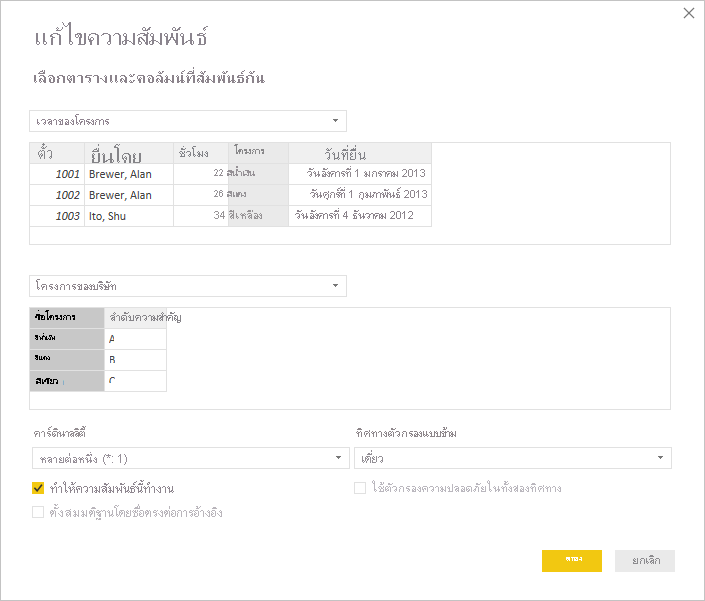 แก้ไขความสัมพันธ์
เลือกตารางและคอลัมน์ที่สัมพันธ์กัน
เวลาของโครงการ
ตั๋ว ยื่นโดย ชั่วโมง โครงการ วันที่ยื่น
1001 Brewer, Alan 22 สีน้ำเงิน วันอังคารที่ 1 มกราคม 2013
1002 Brewer, Alan 26 สีแดง วันศุกร์ที่ 1 กุมภาพันธ์ 2013
1003 Ito, Shu 34 สีเหลือง วันอังคารที่ 4 ธันวาคม 2012
โครงการของบริษัท
ชื่อโครงการ ลำดับความสำคัญ
สีน้ำเงิน A
สีแดง B
สีเขียว C
คาร์ดินาลลิตี้ ทิศทางตัวกรองแบบข้าม
หลายต่อหนึ่ง (*: 1) เดี่ยว
ทำให้ความสัมพันธ์นี้ทำงาน ใช้ตัวกรองความปลอดภัยในทั้งสองทิศทาง
ตั้งสมมติฐานโดยซื่อตรงต่อการอ้างอิง
ตกลง ยกเลิก